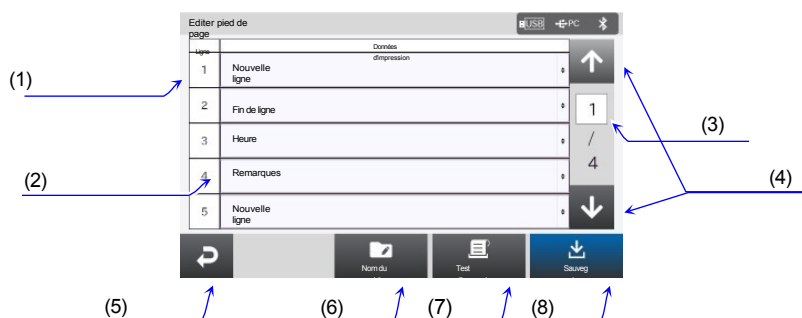 Editer pied de
page
USB PC
Ligne
Données
d'impression
1 Nouvelle
ligne
2 Fin de ligne
3 Heure
4 Remarques
5 Nouvelle
ligne
1
/
4
Nom du
Test
Sauveg
(1)
(2)
(3)
(4)
(5)
(6)
(7)
(8)